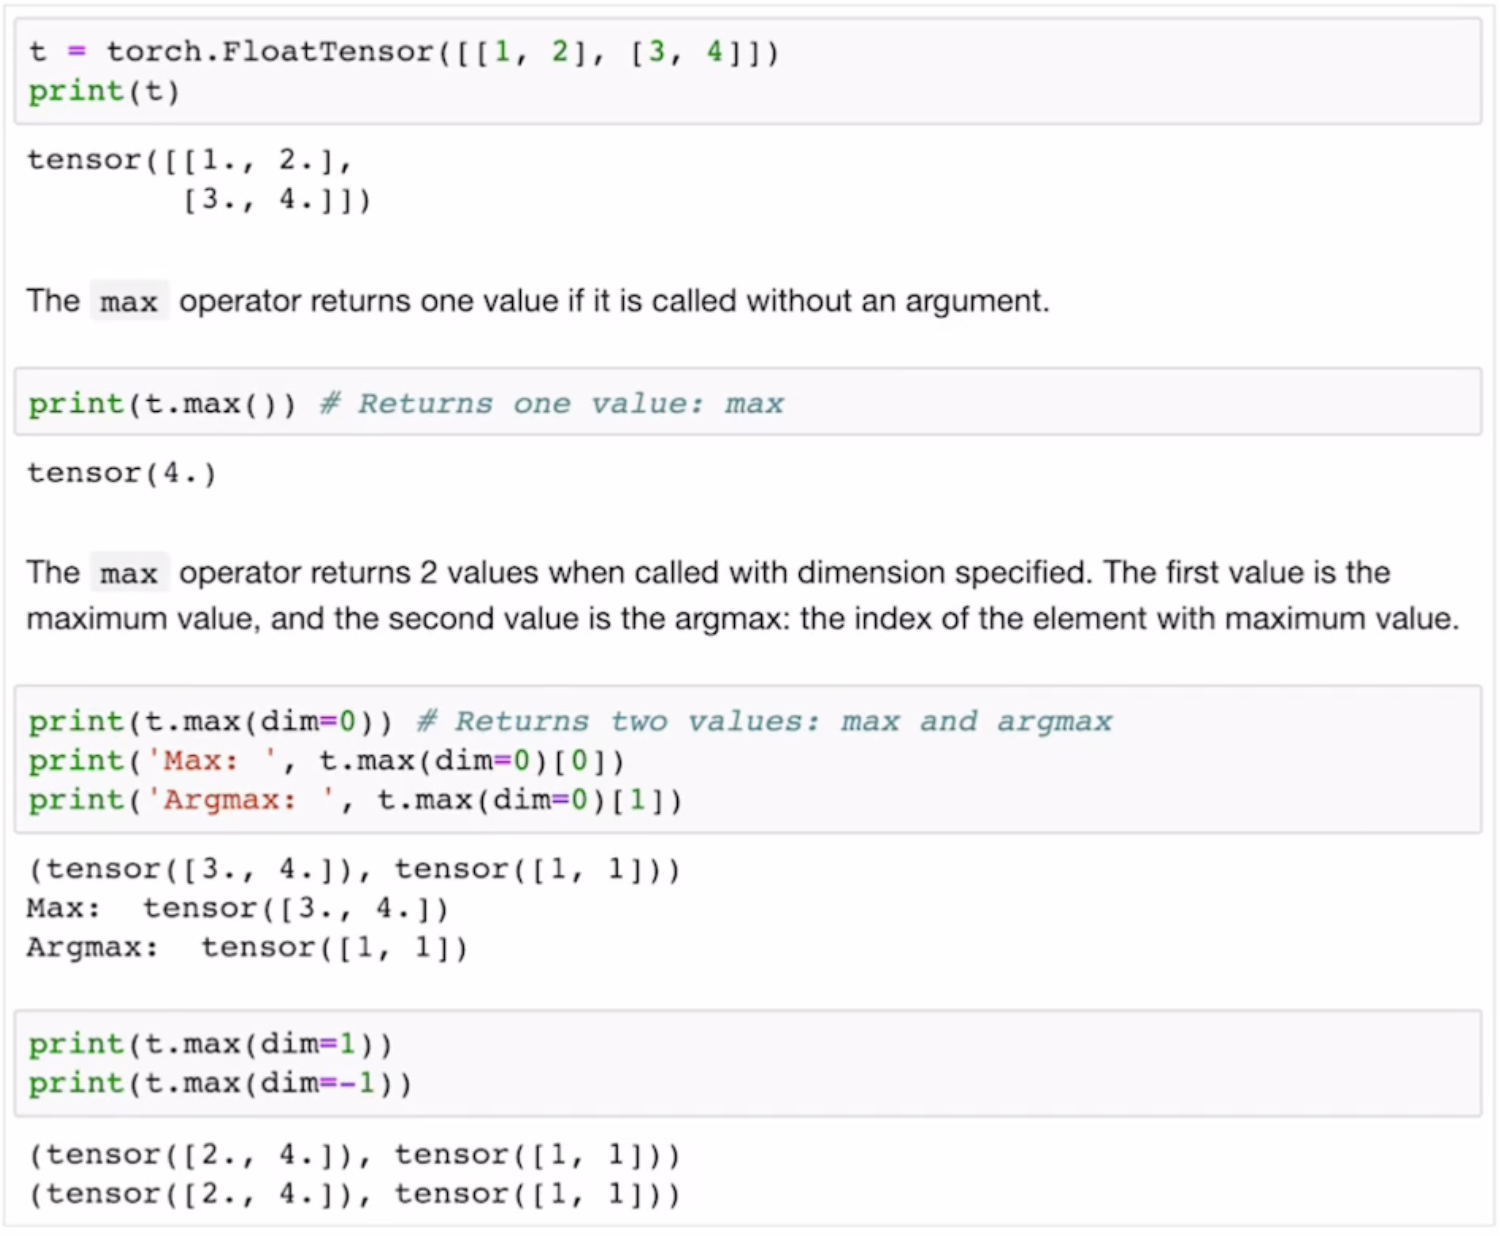 t = torch.FloatTensor([[1, 2], [3, 4]])
print(t)
tensor([[1., 2.],
        [3., 4.]])
The max operator returns one value if it is called without an argument.
print(t.max()) # Returns one value: max
tensor(4.)
The max operator returns 2 values when called with dimension specified. The first value is the
maximum value, and the second value is the argmax: the index of the element with maximum value.
print(t.max(dim=0)) # Returns two values: max and argmax
print('Max: ', t.max(dim=0)[0])
print('Argmax: ', t.max(dim=0)[1])
(tensor([3., 4.]), tensor([1, 1]))
Max:  tensor([3., 4.])
Argmax:  tensor([1, 1])
print(t.max(dim=1))
print(t.max(dim=-1))
(tensor([2., 4.]), tensor([1, 1]))
(tensor([2., 4.]), tensor([1, 1]))